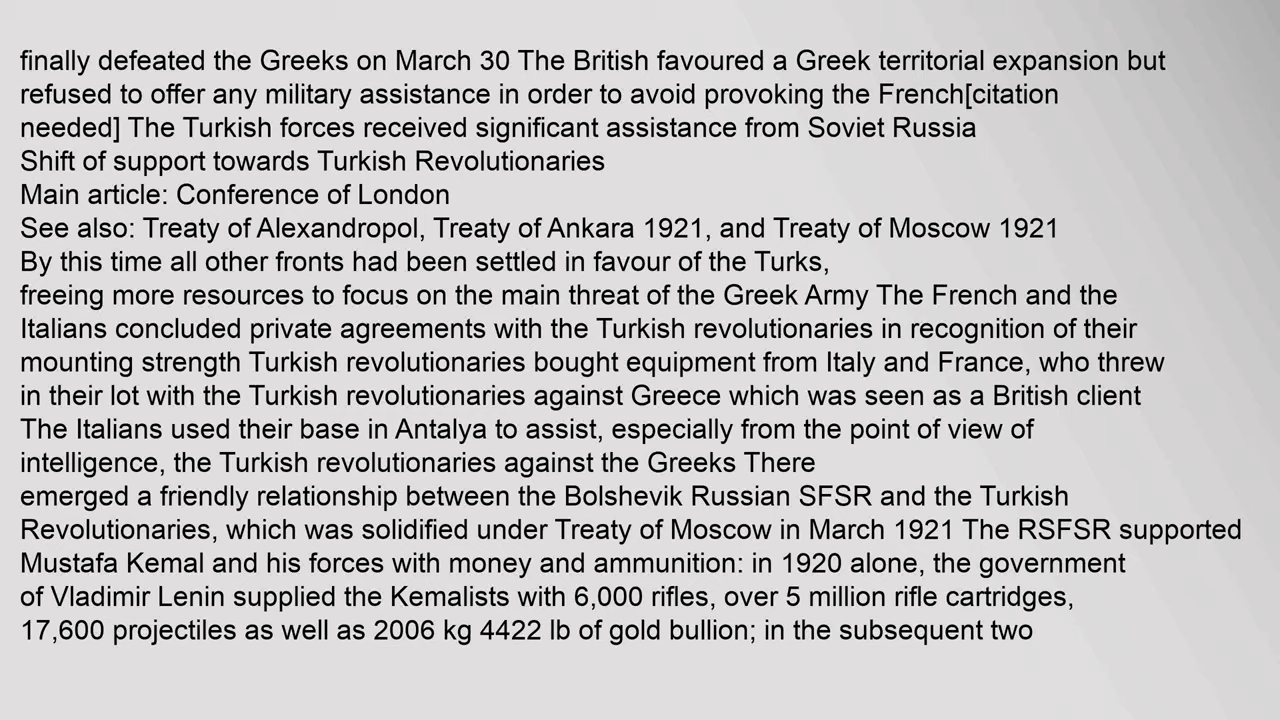 finally defeated the Greeks on March 30 The British favoured a Greek territorial expansion but
refused to offer any military assistance in order to avoid provoking the French[citation
needed] The Turkish forces received significant assistance from Soviet Russia
Shift of support towards Turkish Revolutionaries
Main article: Conference of London
See also: Treaty of Alexandropol, Treaty of Ankara 1921, and Treaty of Moscow 1921
By this time all other fronts had been settled in favour of the Turks,
freeing more resources to focus on the main threat of the Greek Army The French and the
Italians concluded private agreements with the Turkish revolutionaries in recognition of their
mounting strength Turkish revolutionaries bought equipment from Italy and France, who threw
in their lot with the Turkish revolutionaries against Greece which was seen as a British client
The Italians used their base in Antalya to assist, especially from the point of view of
intelligence, the Turkish revolutionaries against the Greeks There
emerged a friendly relationship between the Bolshevik Russian SFSR and the Turkish
Revolutionaries, which was solidified under Treaty of Moscow in March 1921 The RSFSR supported
Mustafa Kemal and his forces with money and ammunition: in 1920 alone, the government
of Vladimir Lenin supplied the Kemalists with 6,000 rifles, over 5 million rifle cartridges,
17,600 projectiles as well as 2006 kg 4422 lb of gold bullion; in the subsequent two